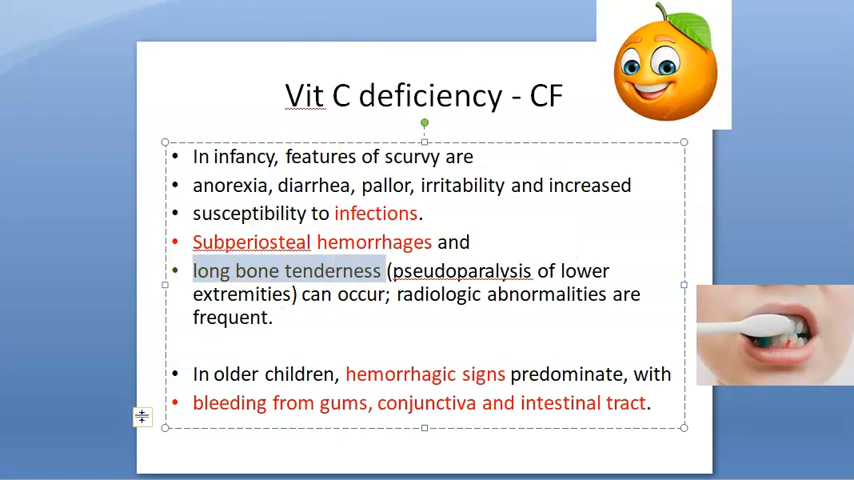 Vit C deficiency - CF
• In infancy, features of scurvy are
• anorexia, diarrhea, pallor, irritability and increased
• susceptibility to infections.
• Subperiosteal hemorrhages and
• long bone tenderness (pseudoparalysis of lower
extremities) can occur; radiologic abnormalities are
frequent.
• In older children, hemorrhagic signs predominate, with
• bleeding from gums, conjunctiva and intestinal tract.